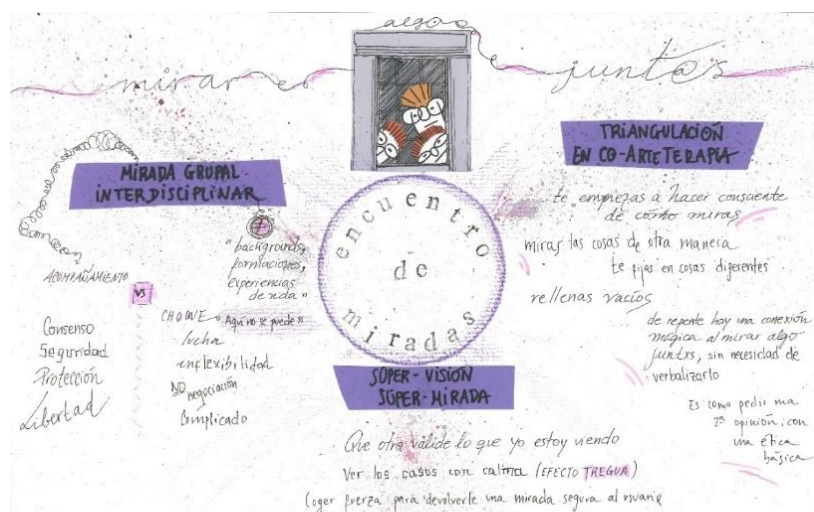 mirar algo junt@s
MIRADA GRUPAL
INTERDISCIPLINAR
+
"backgrounds,
formaciones,
experiencias
de vida"
ACOMPAÑAMIENTO
VS
Consenso
Seguridad
Protección
Libertad
CHOQUE "Aquí no se puede"
lucha
inflexibilidad
NO negociación
Complicado
encuentro
de
miradas
SÚPER-VISIÓN
SÚPER-MIRADA
Que otre valide lo que yo estoy viendo
Ver los casos con calma (EFECTO TREGUA)
Coger fuerza para devolverle una mirada segura al
TRIANGULACIÓN
EN CO-ARTETERAPIA
te empiezas a hacer consciente
de cómo miras
miras las cosas de otra manera
te fijas en cosas diferentes
rellenas vacíos
de repente hay una conexión
mágica al mirar algo
juntxs, sin necesidad de
verbalizarlo
Es como pedir una
2ª opinión, con
una ética
básica